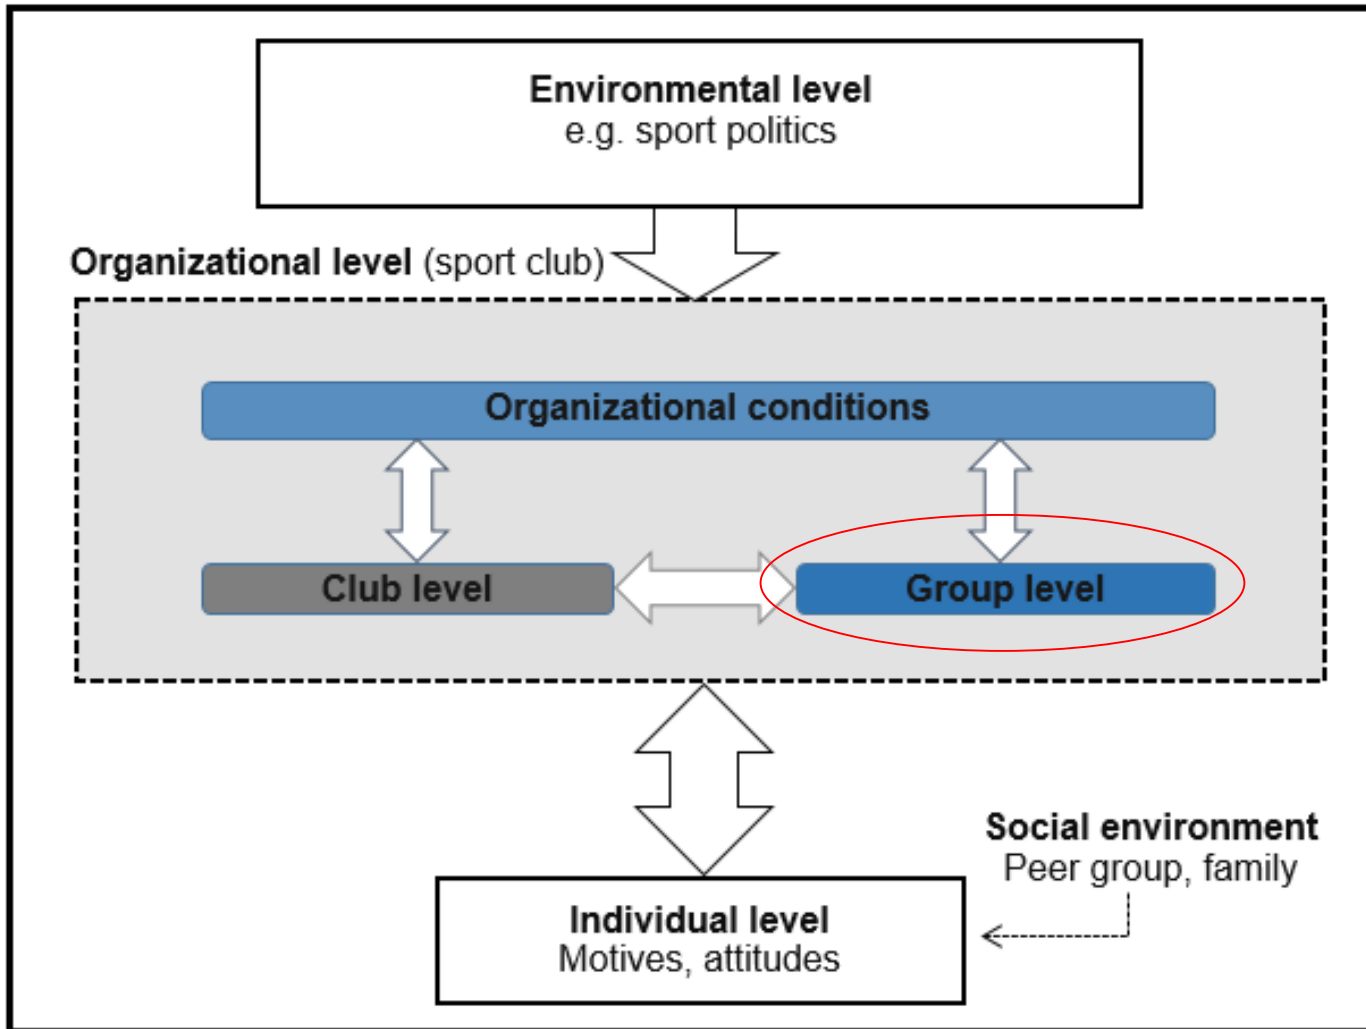 Environmental level
e.g. sport politics
Organizational level (sport club)
Organizational conditions
Club level
Group level
Social environment
Peer group, family
Individual level
Motives, attitudes